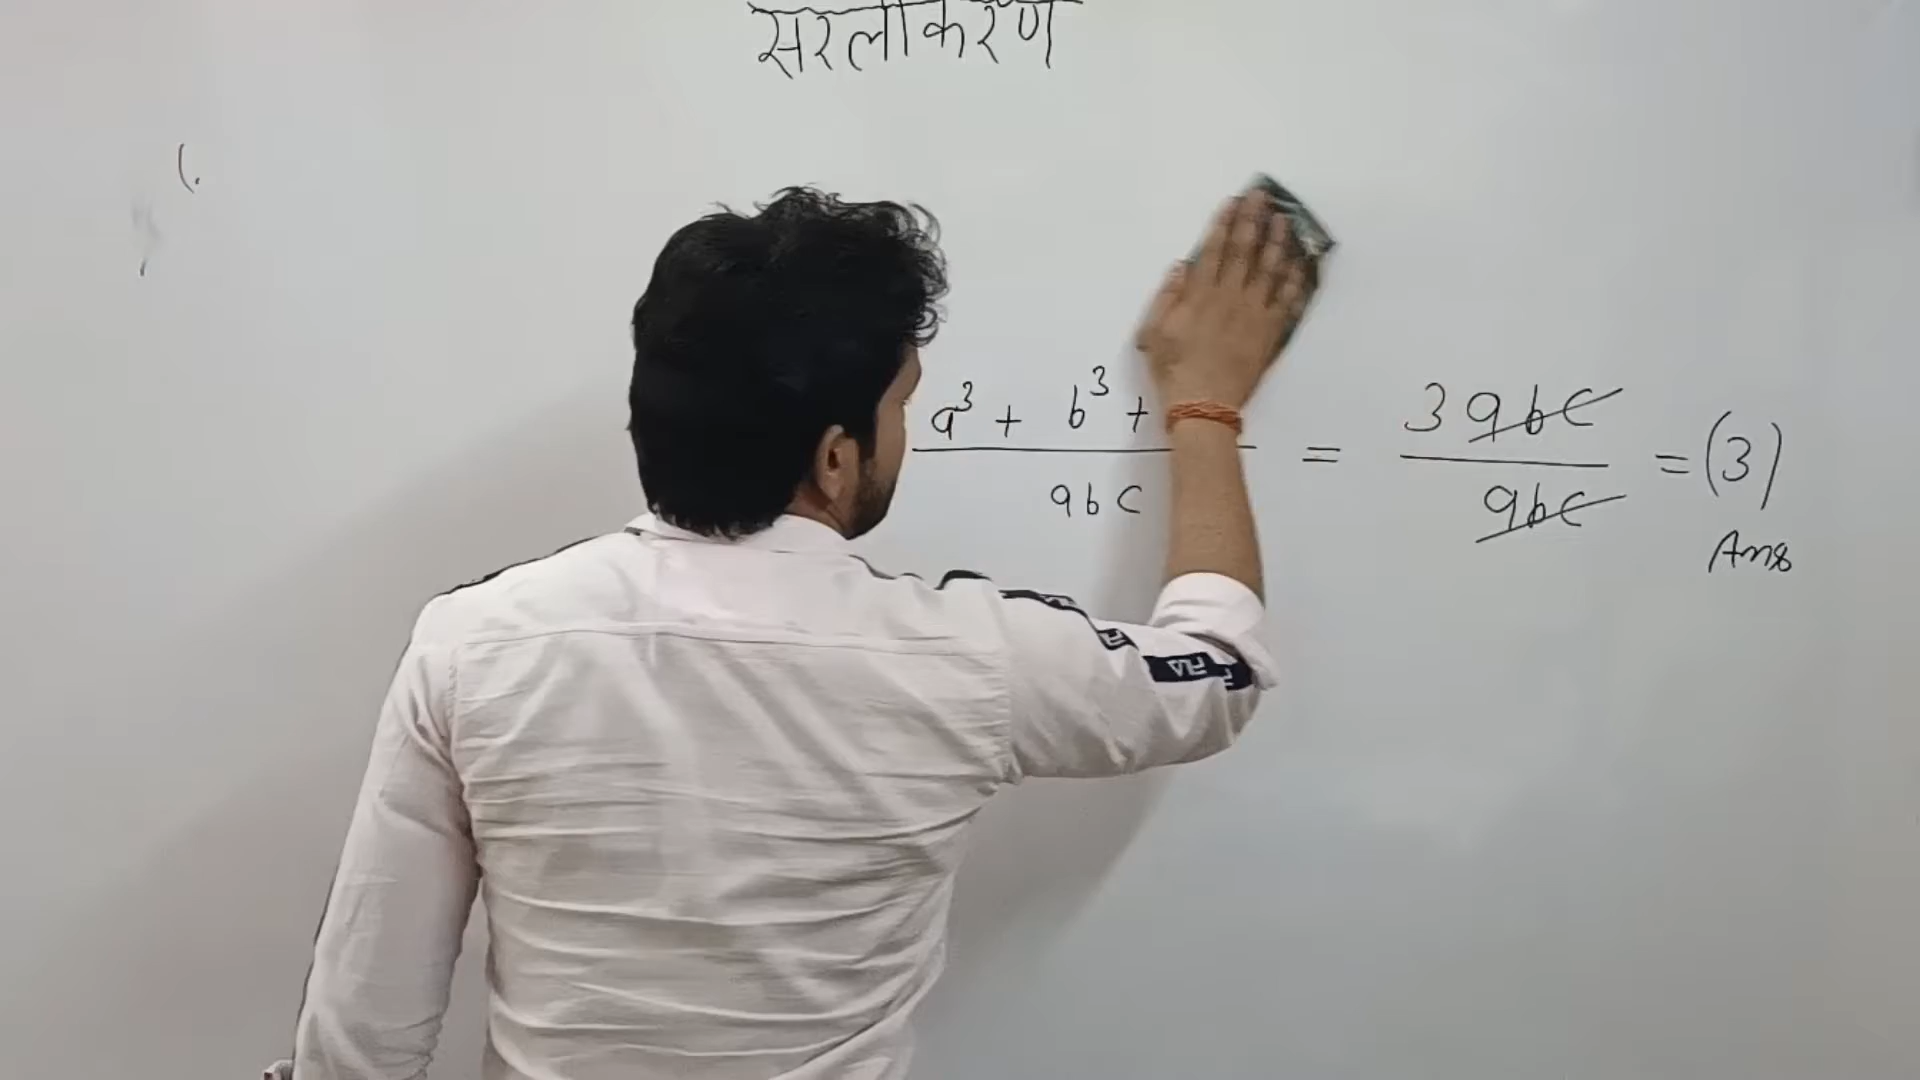 सरलीकरण
(.
a³ + b³ + = 3abc = (3)
abc abc
Ans